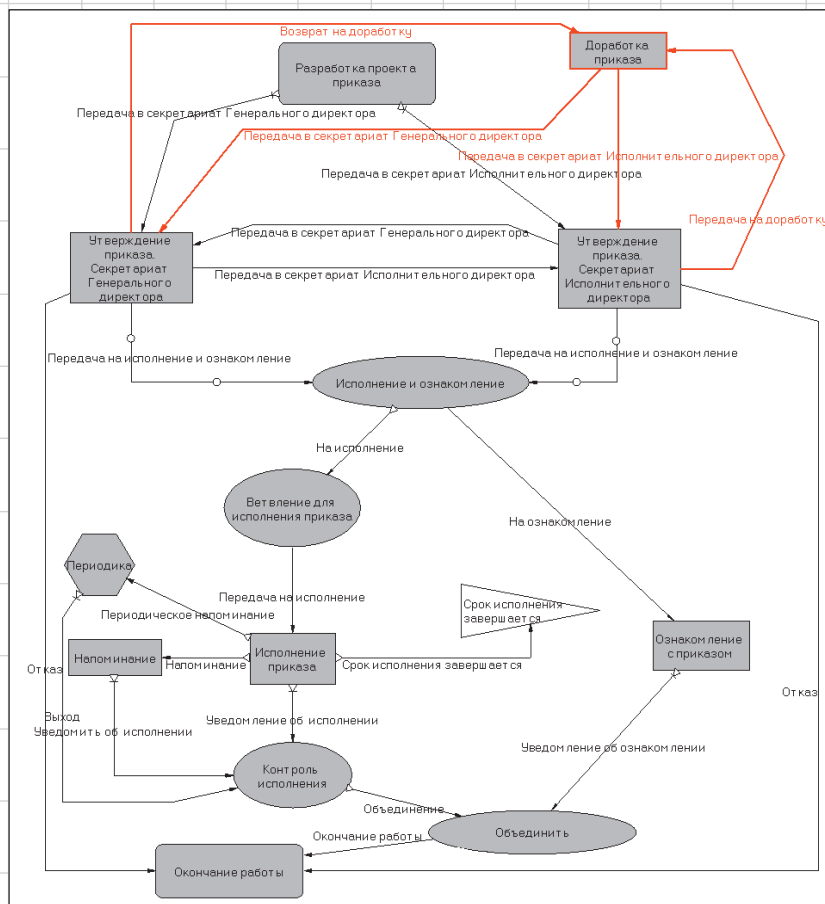 Возврат на доработку
Доработка
приказа
Разработка проекта
приказа
Передача в секретариат Генерального директора
Передача в секретариат Генерального директора
Передача в секретариат Исполнительного директора
Передача в секретариат Исполнительного директора
Передача на доработку
Утверждение
приказа.
Секретариат
Генерального
директора
Передача в секретариат Генерального директора
Передача в секретариат Исполнительного директора
Утверждение
приказа.
Секретариат
Исполнительного
директора
Передача на исполнение и ознакомление
Передача на исполнение и ознакомление
Исполнение и ознакомление
На исполнение
Ветвление для
исполнения приказа
На ознакомление
Периодика
Передача на исполнение
Периодическое напоминание
Срок исполнения
завершается
Напоминание
Напоминание
Исполнение
приказа
Срок исполнения завершается
Ознакомление
с приказом
Отказ
Отказ
Выход
Уведомить об исполнении
Уведомление об исполнении
Уведомление об ознакомлении
Контроль
исполнения
Объединение
Окончание работы
Объединить
Окончание работы